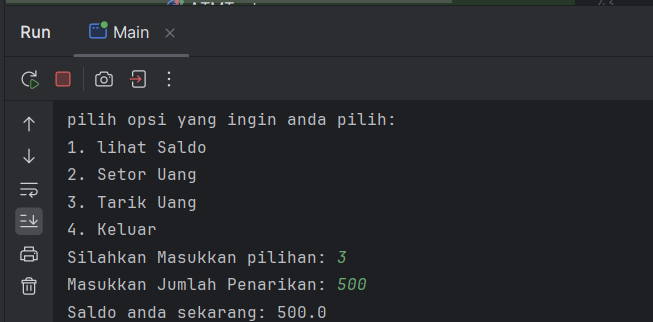 Run
Main
pilih opsi yang ingin anda pilih:
1. lihat Saldo
2. Setor Uang
3. Tarik Uang
4. Keluar
Silahkan Masukkan pilihan: 3
Masukkan Jumlah Penarikan: 500
Saldo anda sekarang: 500.0